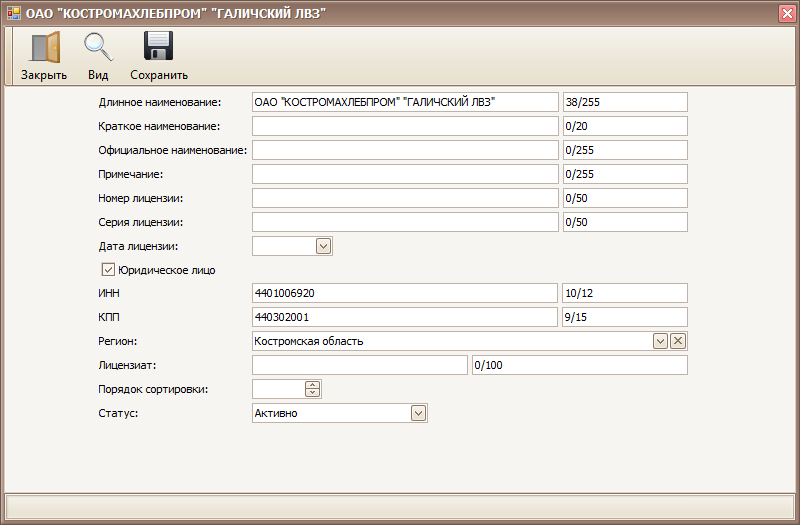 ОАО "КОСТРОМАХЛЕБПРОМ" "ГАЛИЧСКИЙ ЛВЗ"
Закрыть Вид Сохранить
Длинное наименование: ОАО "КОСТРОМАХЛЕБПРОМ" "ГАЛИЧСКИЙ ЛВЗ" 38/255
Краткое наименование: 0/20
Официальное наименование: 0/255
Примечание: 0/255
Номер лицензии: 0/50
Серия лицензии: 0/50
Дата лицензии:
Юридическое лицо
ИНН 4401006920 10/12
КПП 440302001 9/15
Регион: Костромская область
Лицензиат: 0/100
Порядок сортировки:
Статус: Активно